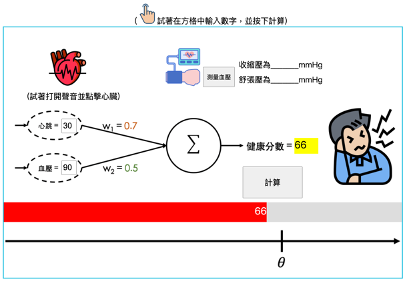 ( 試著在方格中輸入數字，並按下計算)
收縮壓為______mmHg
測量血壓
舒張壓為______mmHg
(試著打開聲音並點擊心臟)
心跳 = 30
w1 = 0.7
Σ
健康分數 = 66
血壓 = 90
w2 = 0.5
計算
66
θ